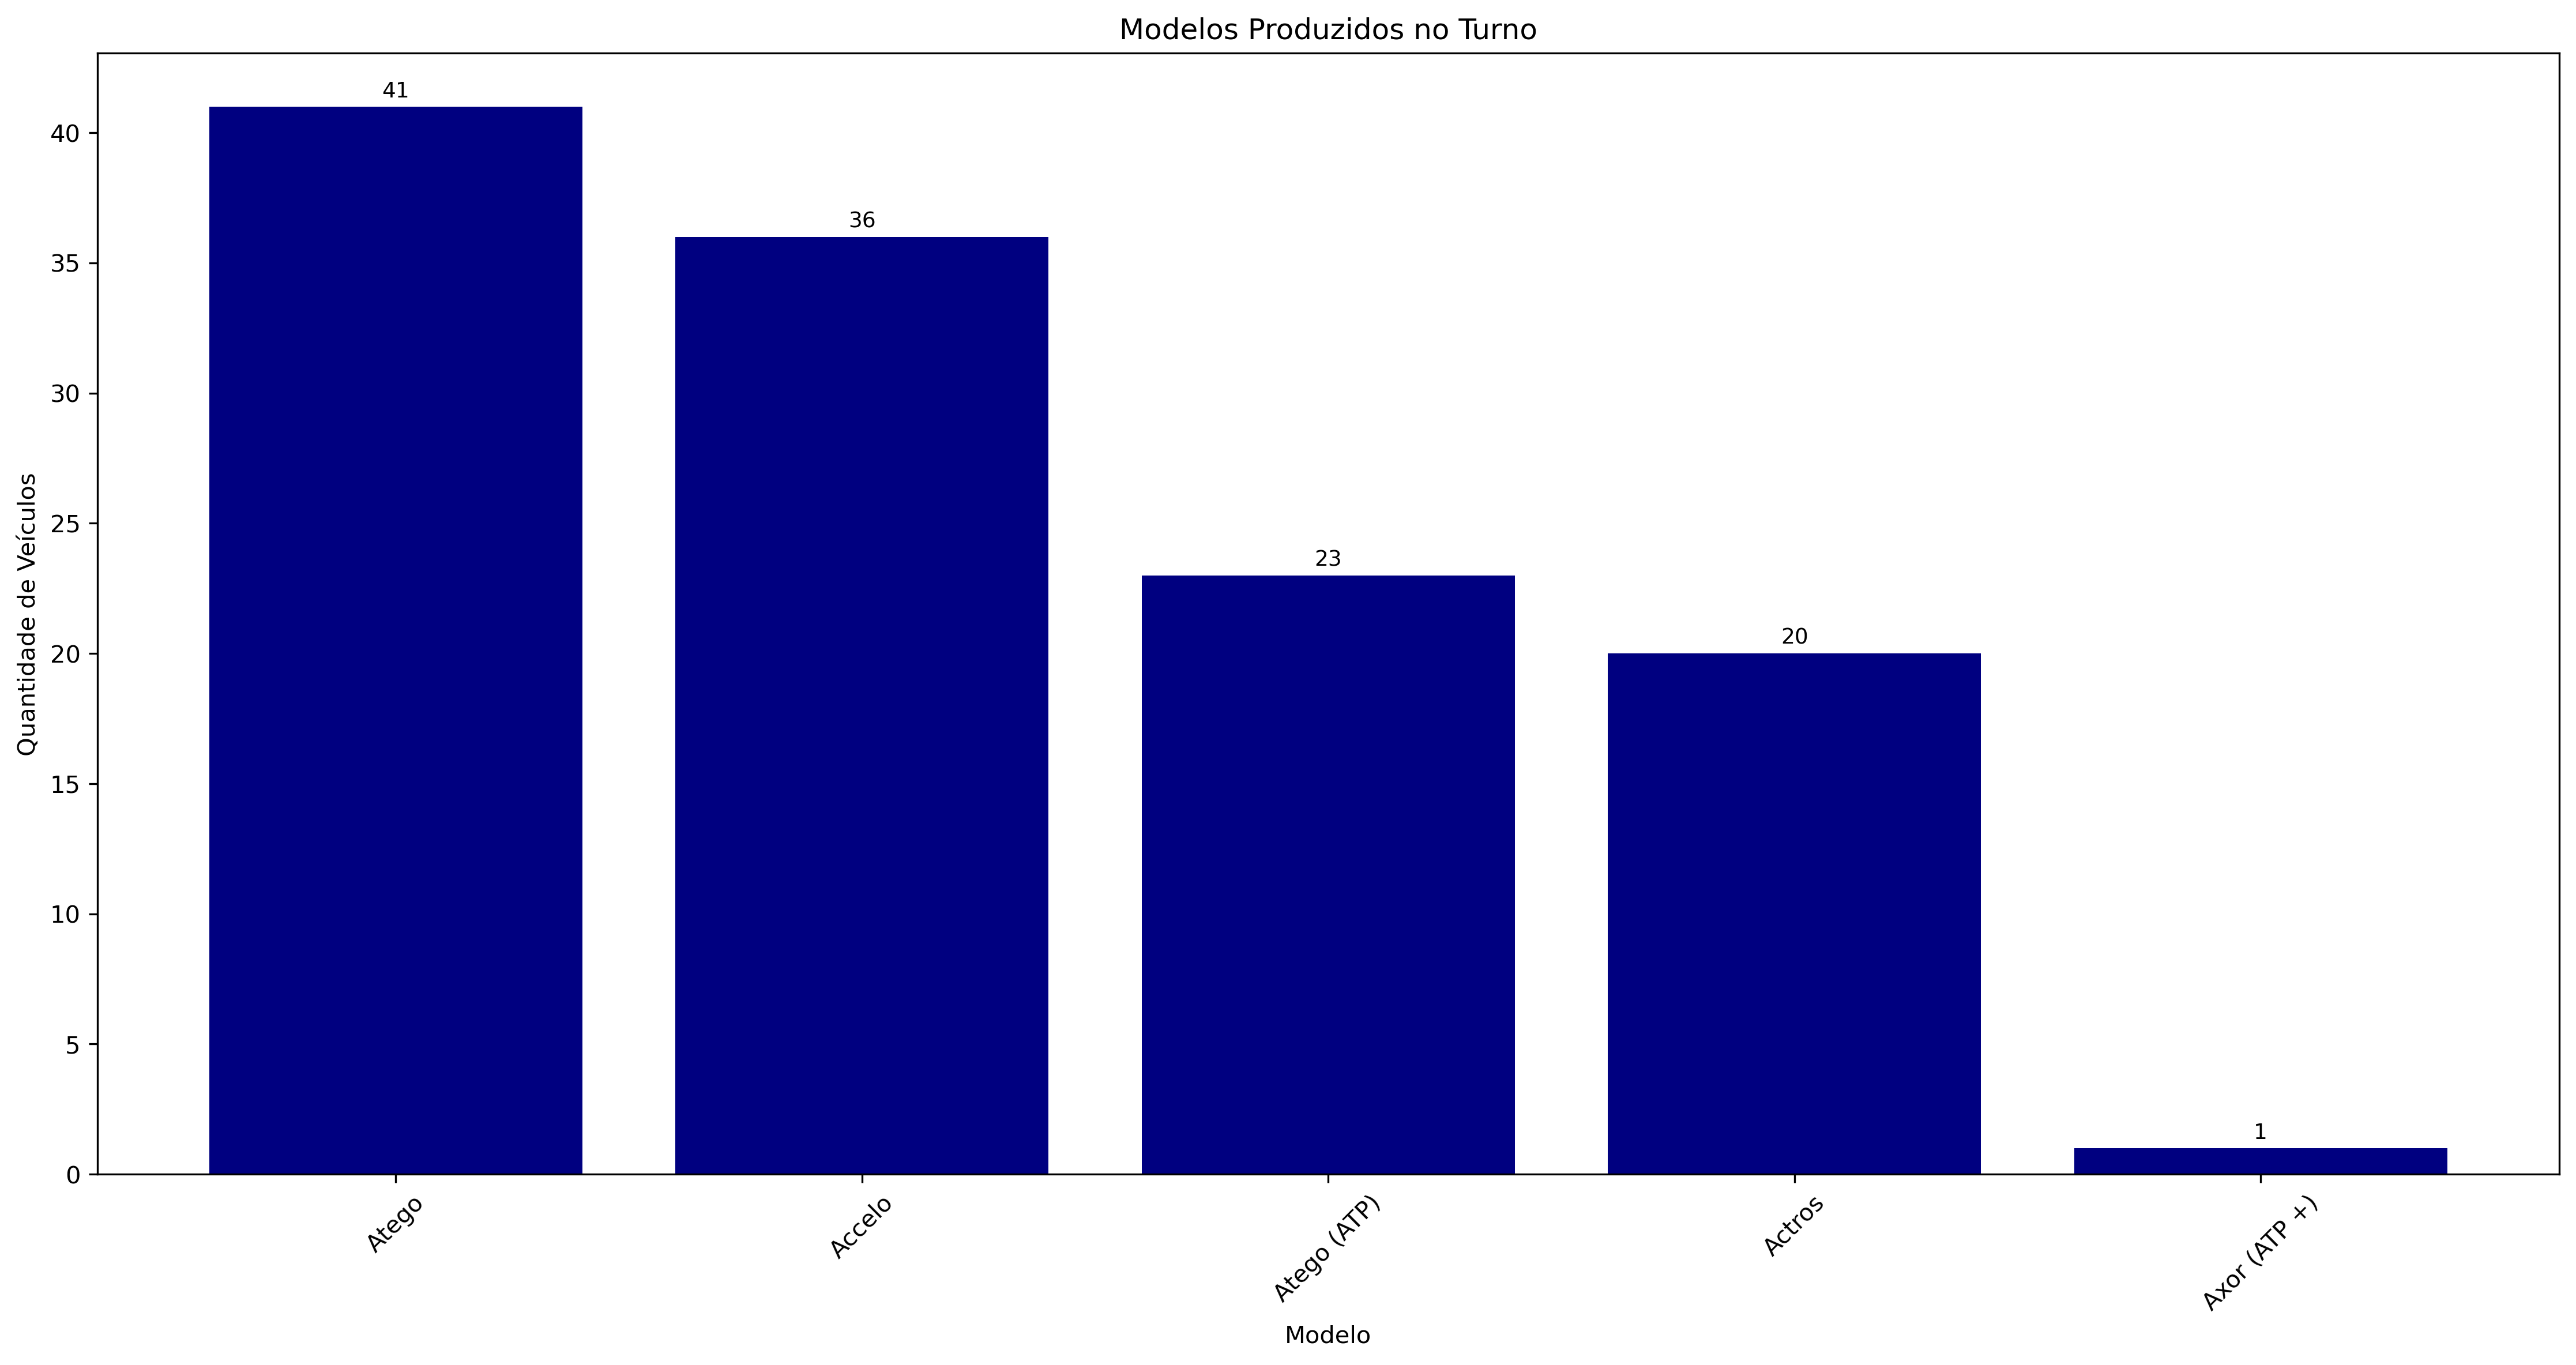 Modelos Produzidos no Turno
Quantidade de Veículos
40
35
30
25
20
15
10
5
0
41
36
23
20
1
Atego
Accelo
Atego (ATP)
Actros
Axor (ATP +)
Modelo